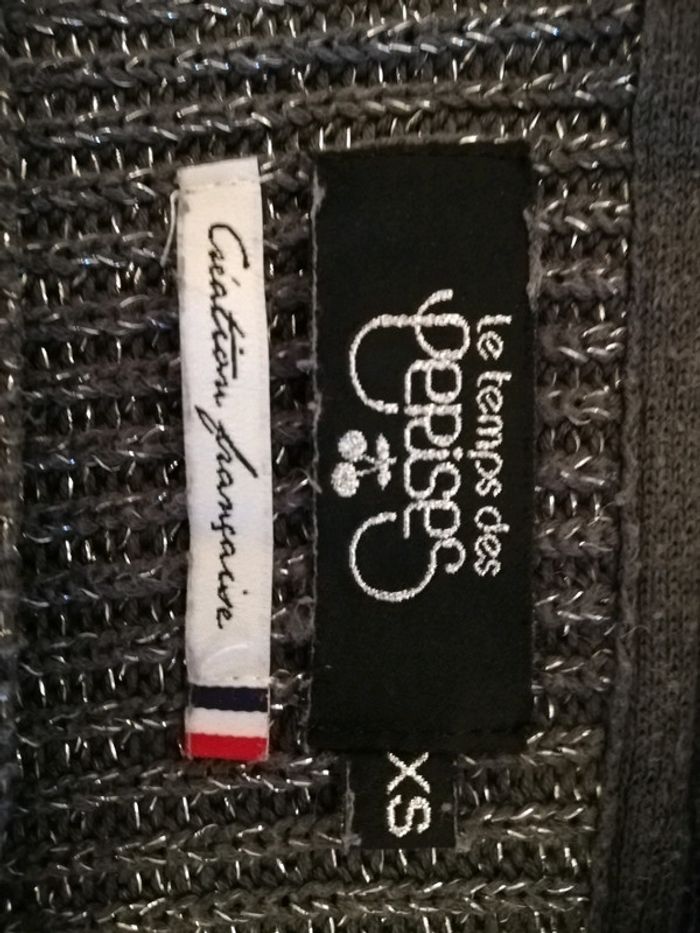 le temps des
cerises
XS
Création française